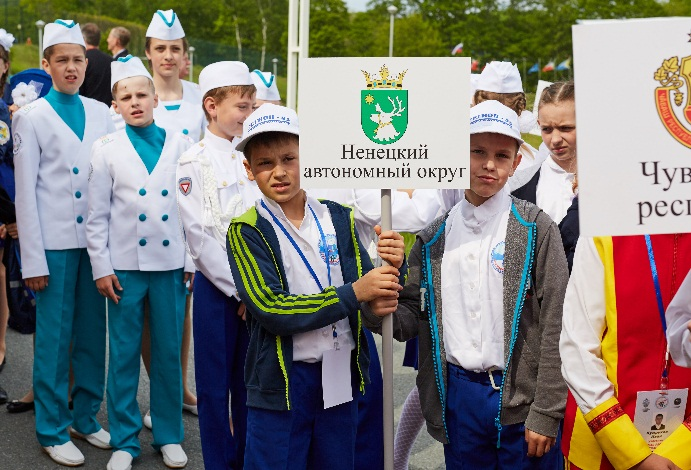 Ненецкий
автономный округ
Чув
респ